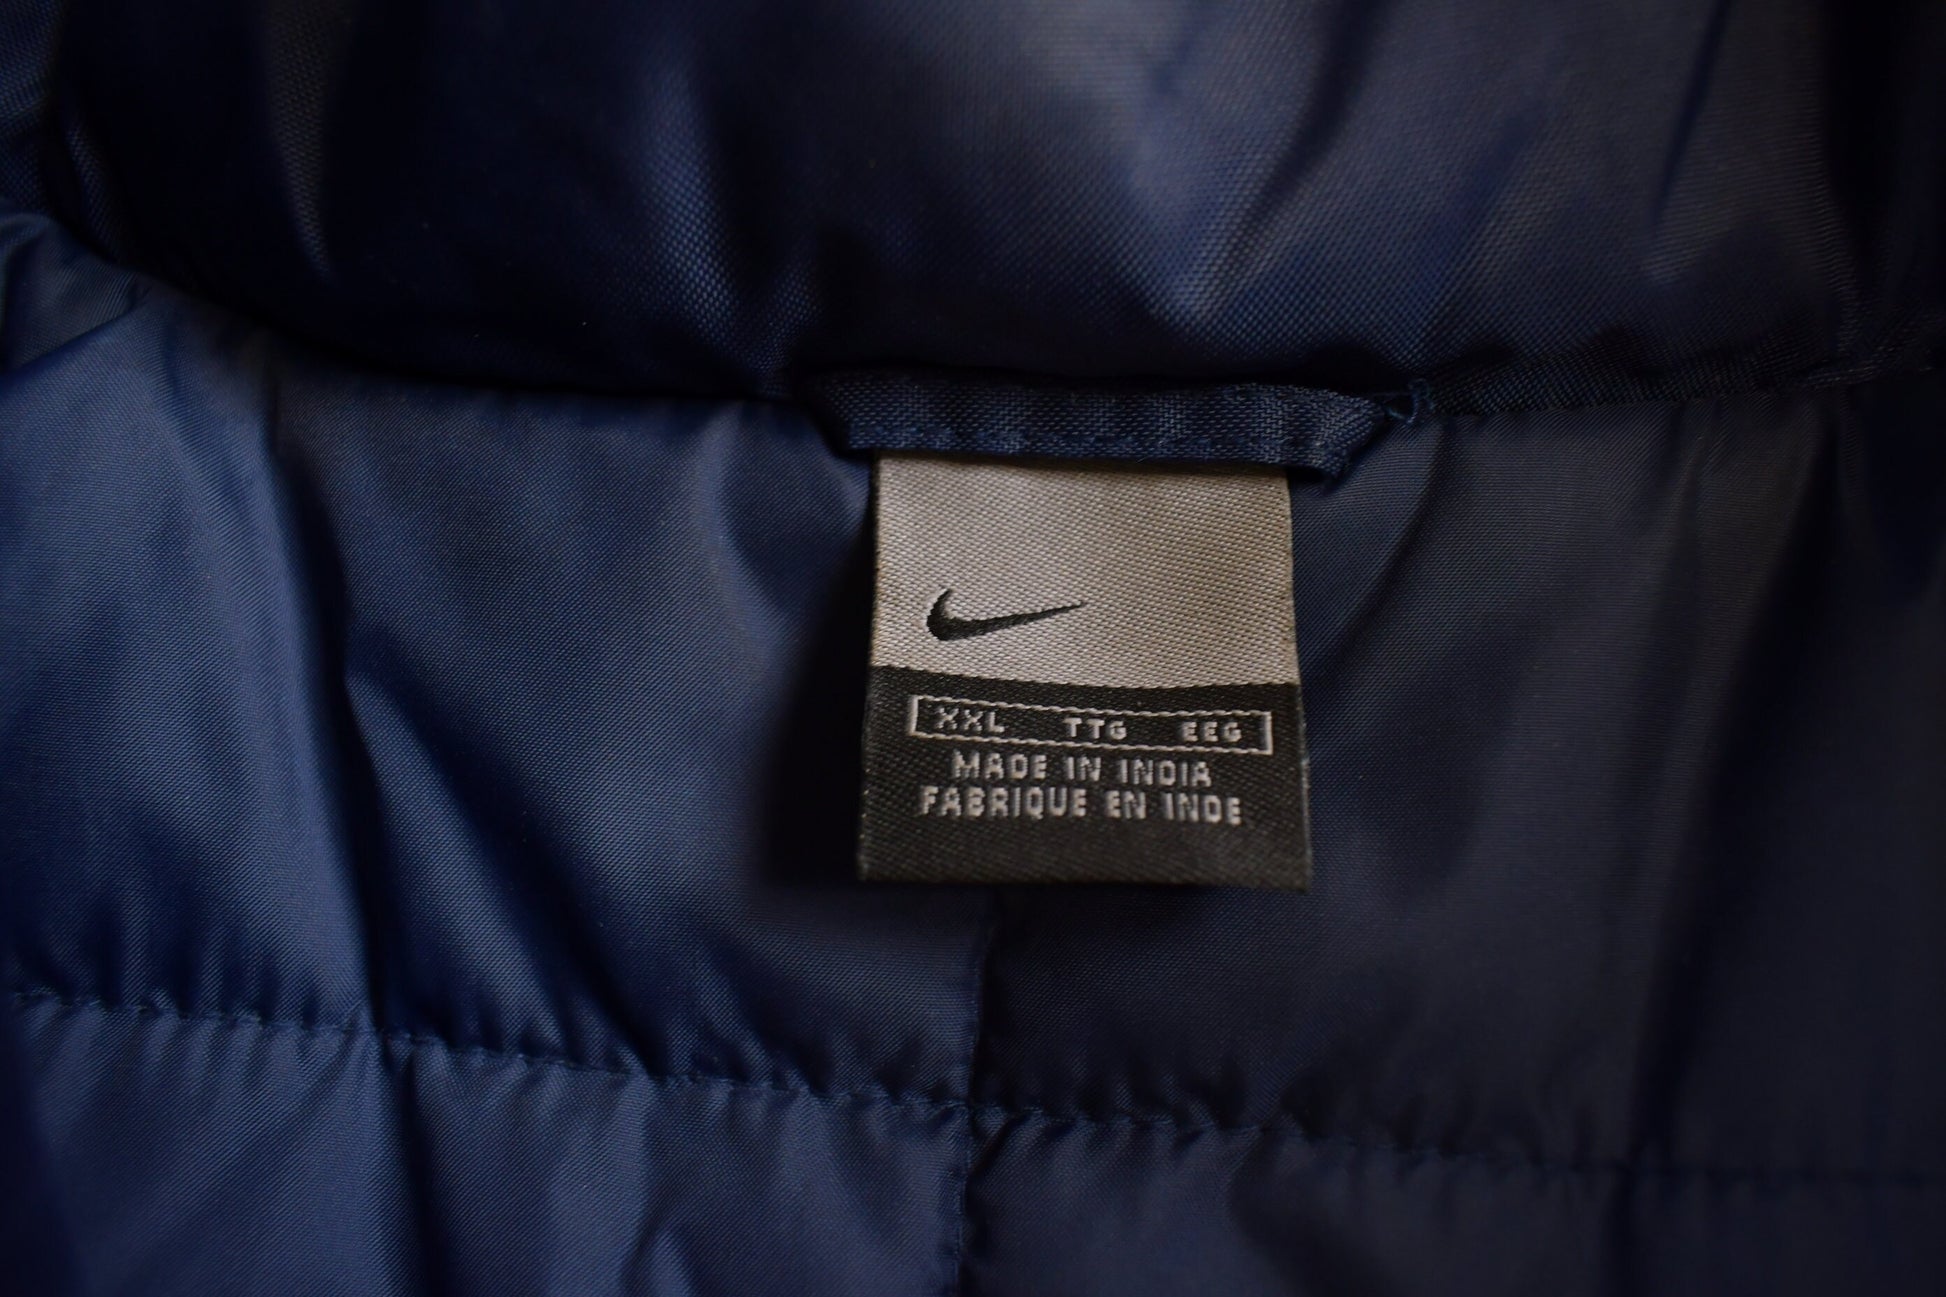 XXL TTG EEG
MADE IN INDIA
FABRIQUE EN INDE